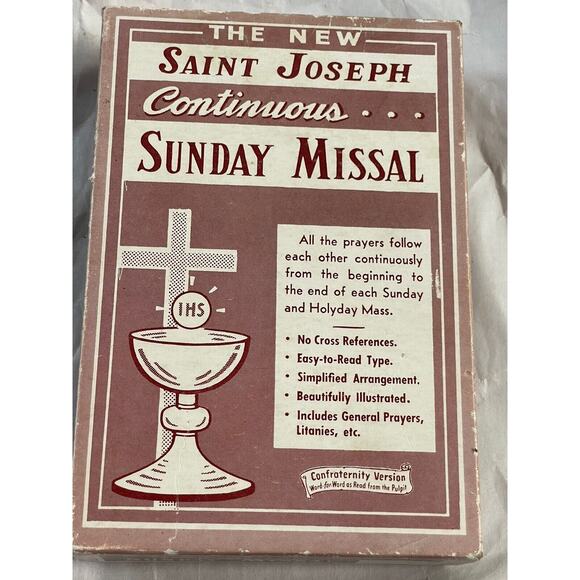 THE NEW
SAINT JOSEPH
Continuous...
SUNDAY MISSAL
IHS
All the prayers follow
each other continuously
from the beginning to
the end of each Sunday
and Holyday Mass.
• No Cross References.
• Easy-to-Read Type.
• Simplified Arrangement.
• Beautifully Illustrated.
• Includes General Prayers,
Litanies, etc.
Confraternity Version
Word-for-Word as Read from the Pulpit